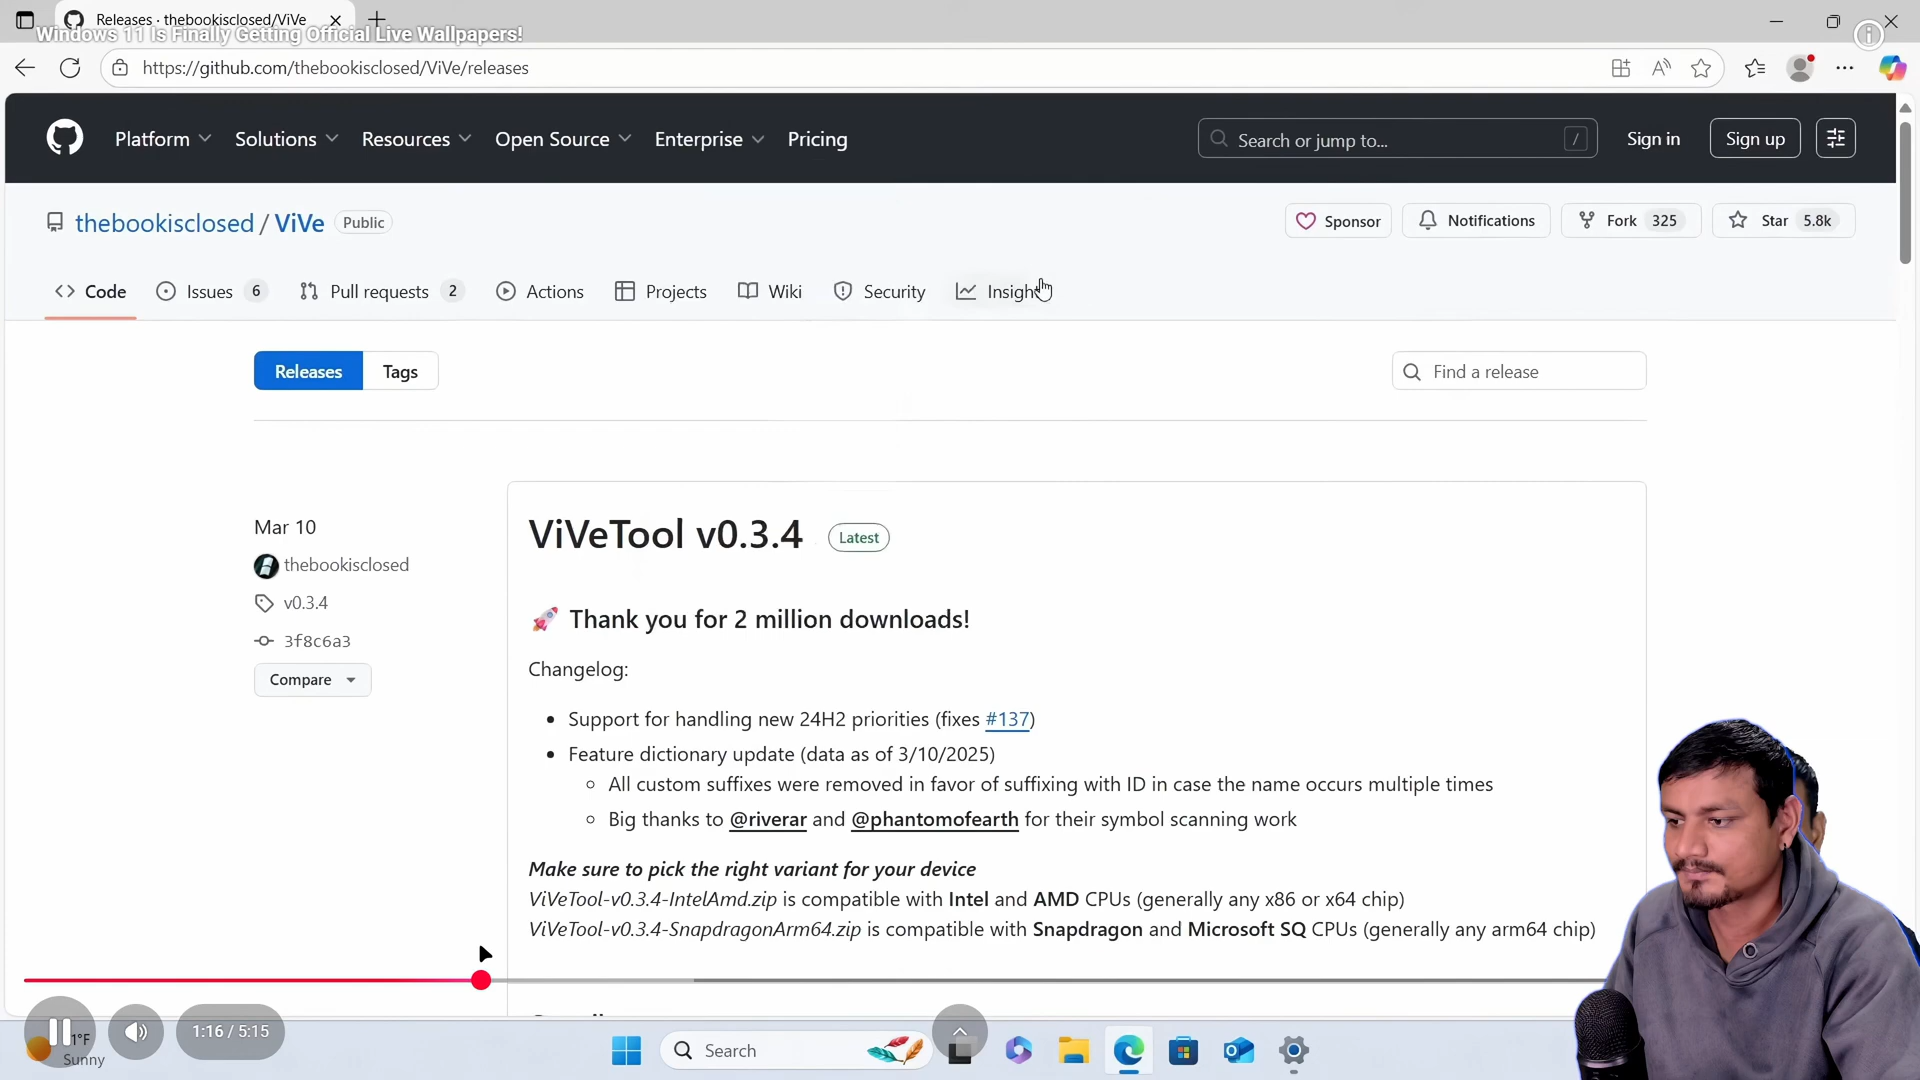 Releases · thebookisclosed/ViVe
Windows 11 Is Finally Getting Official Live Wallpapers!
https://github.com/thebookisclosed/ViVe/releases
Platform Solutions Resources Open Source Enterprise Pricing Search or jump to... / Sign in Sign up
thebookisclosed / ViVe Public Sponsor Notifications Fork 325 Star 5.8k
Code Issues 6 Pull requests 2 Actions Projects Wiki Security Insights
Releases Tags Find a release
Mar 10
thebookisclosed
v0.3.4
3f8c6a3
Compare
ViVeTool v0.3.4 Latest
🚀 Thank you for 2 million downloads!
Changelog:
• Support for handling new 24H2 priorities (fixes #137)
• Feature dictionary update (data as of 3/10/2025)
○ All custom suffixes were removed in favor of suffixing with ID in case the name occurs multiple times
○ Big thanks to @riverar and @phantomofearth for their symbol scanning work
Make sure to pick the right variant for your device
ViVeTool-v0.3.4-IntelAmd.zip is compatible with Intel and AMD CPUs (generally any x86 or x64 chip)
ViVeTool-v0.3.4-SnapdragonArm64.zip is compatible with Snapdragon and Microsoft SQ CPUs (generally any arm64 chip)
1:16 / 5:15
Sunny
Search